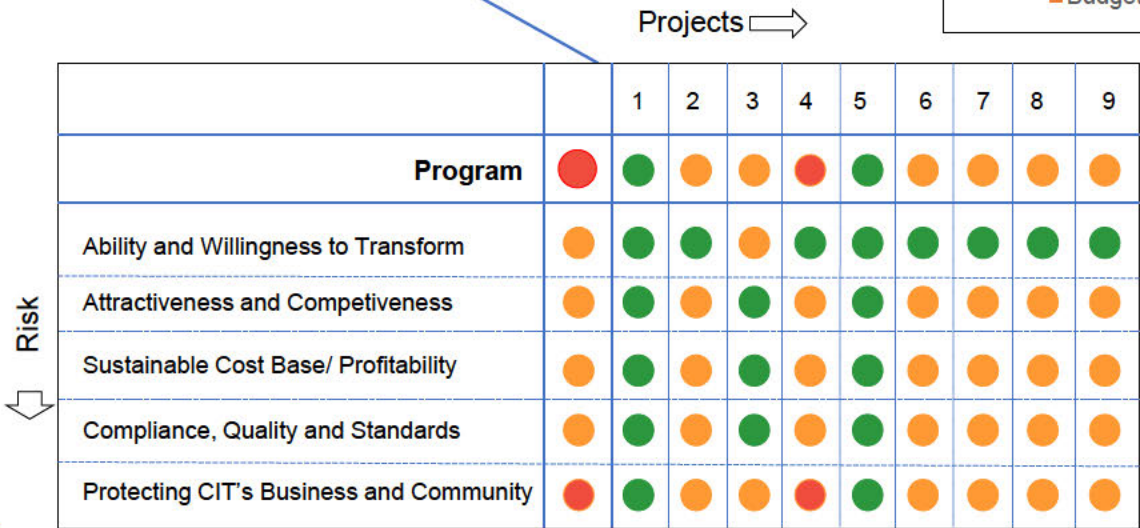 Projects
Budget
1 2 3 4 5 6 7 8 9
Program
Ability and Willingness to Transform
Attractiveness and Competiveness
Risk
Sustainable Cost Base/ Profitability
Compliance, Quality and Standards
Protecting CIT's Business and Community